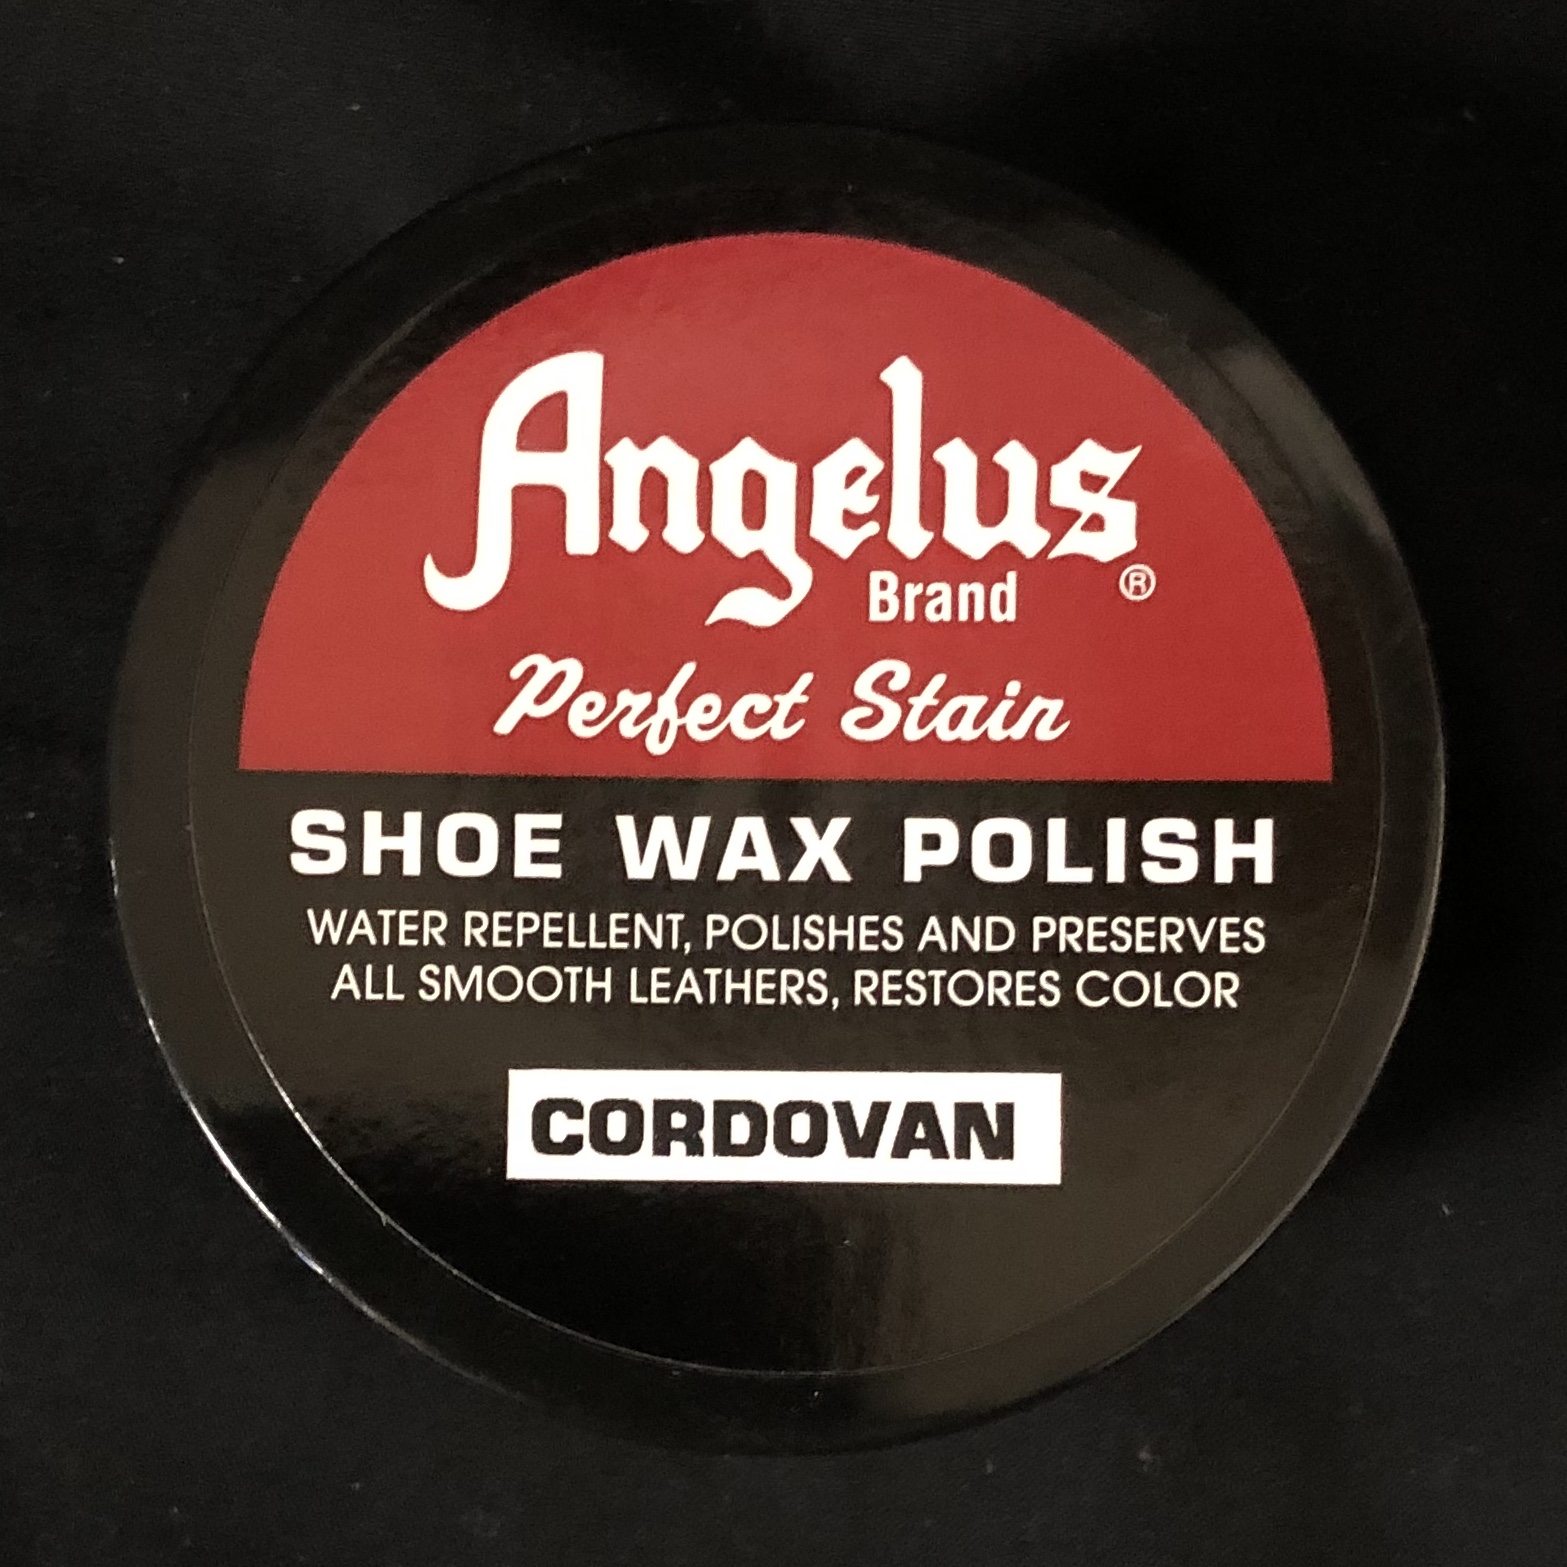 Angelus
Brand ®
Perfect Stain
SHOE WAX POLISH
WATER REPELLENT, POLISHES AND PRESERVES
ALL SMOOTH LEATHERS, RESTORES COLOR
CORDOVAN